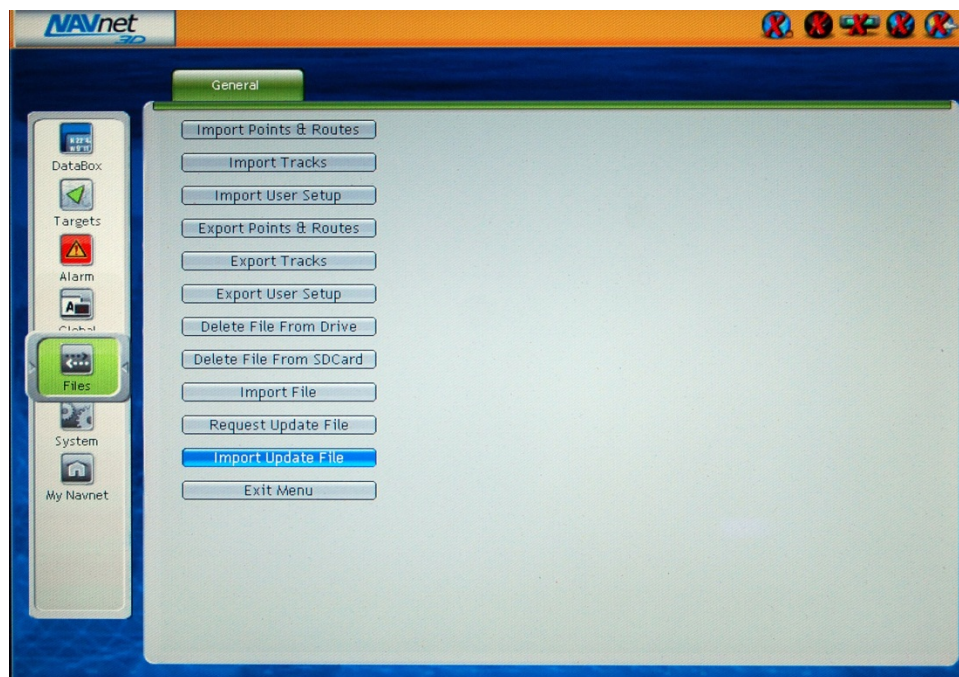 NAVnet
3D
General
DataBox
Targets
Alarm
Global
Files
System
My Navnet
Import Points & Routes
Import Tracks
Import User Setup
Export Points & Routes
Export Tracks
Export User Setup
Delete File From Drive
Delete File From SDCard
Import File
Request Update File
Import Update File
Exit Menu